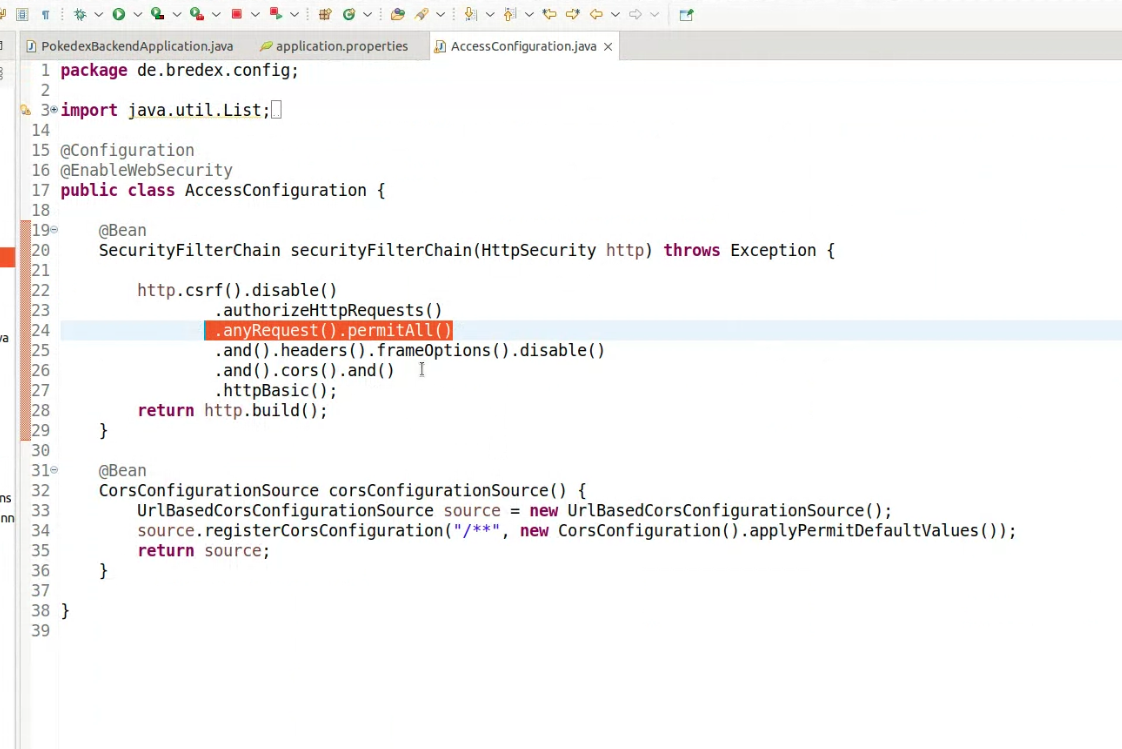 PokedexBackendApplication.java application.properties AccessConfiguration.java
1 package de.bredex.config;
2
3 import java.util.List;
14
15 @Configuration
16 @EnableWebSecurity
17 public class AccessConfiguration {
18
19 @Bean
20 SecurityFilterChain securityFilterChain(HttpSecurity http) throws Exception {
21
22 http.csrf().disable()
23 .authorizeHttpRequests()
24 .anyRequest().permitAll()
25 .and().headers().frameOptions().disable()
26 .and().cors().and()
27 .httpBasic();
28 return http.build();
29 }
30
31 @Bean
32 CorsConfigurationSource corsConfigurationSource() {
33 UrlBasedCorsConfigurationSource source = new UrlBasedCorsConfigurationSource();
34 source.registerCorsConfiguration("/**", new CorsConfiguration().applyPermitDefaultValues());
35 return source;
36 }
37
38 }
39